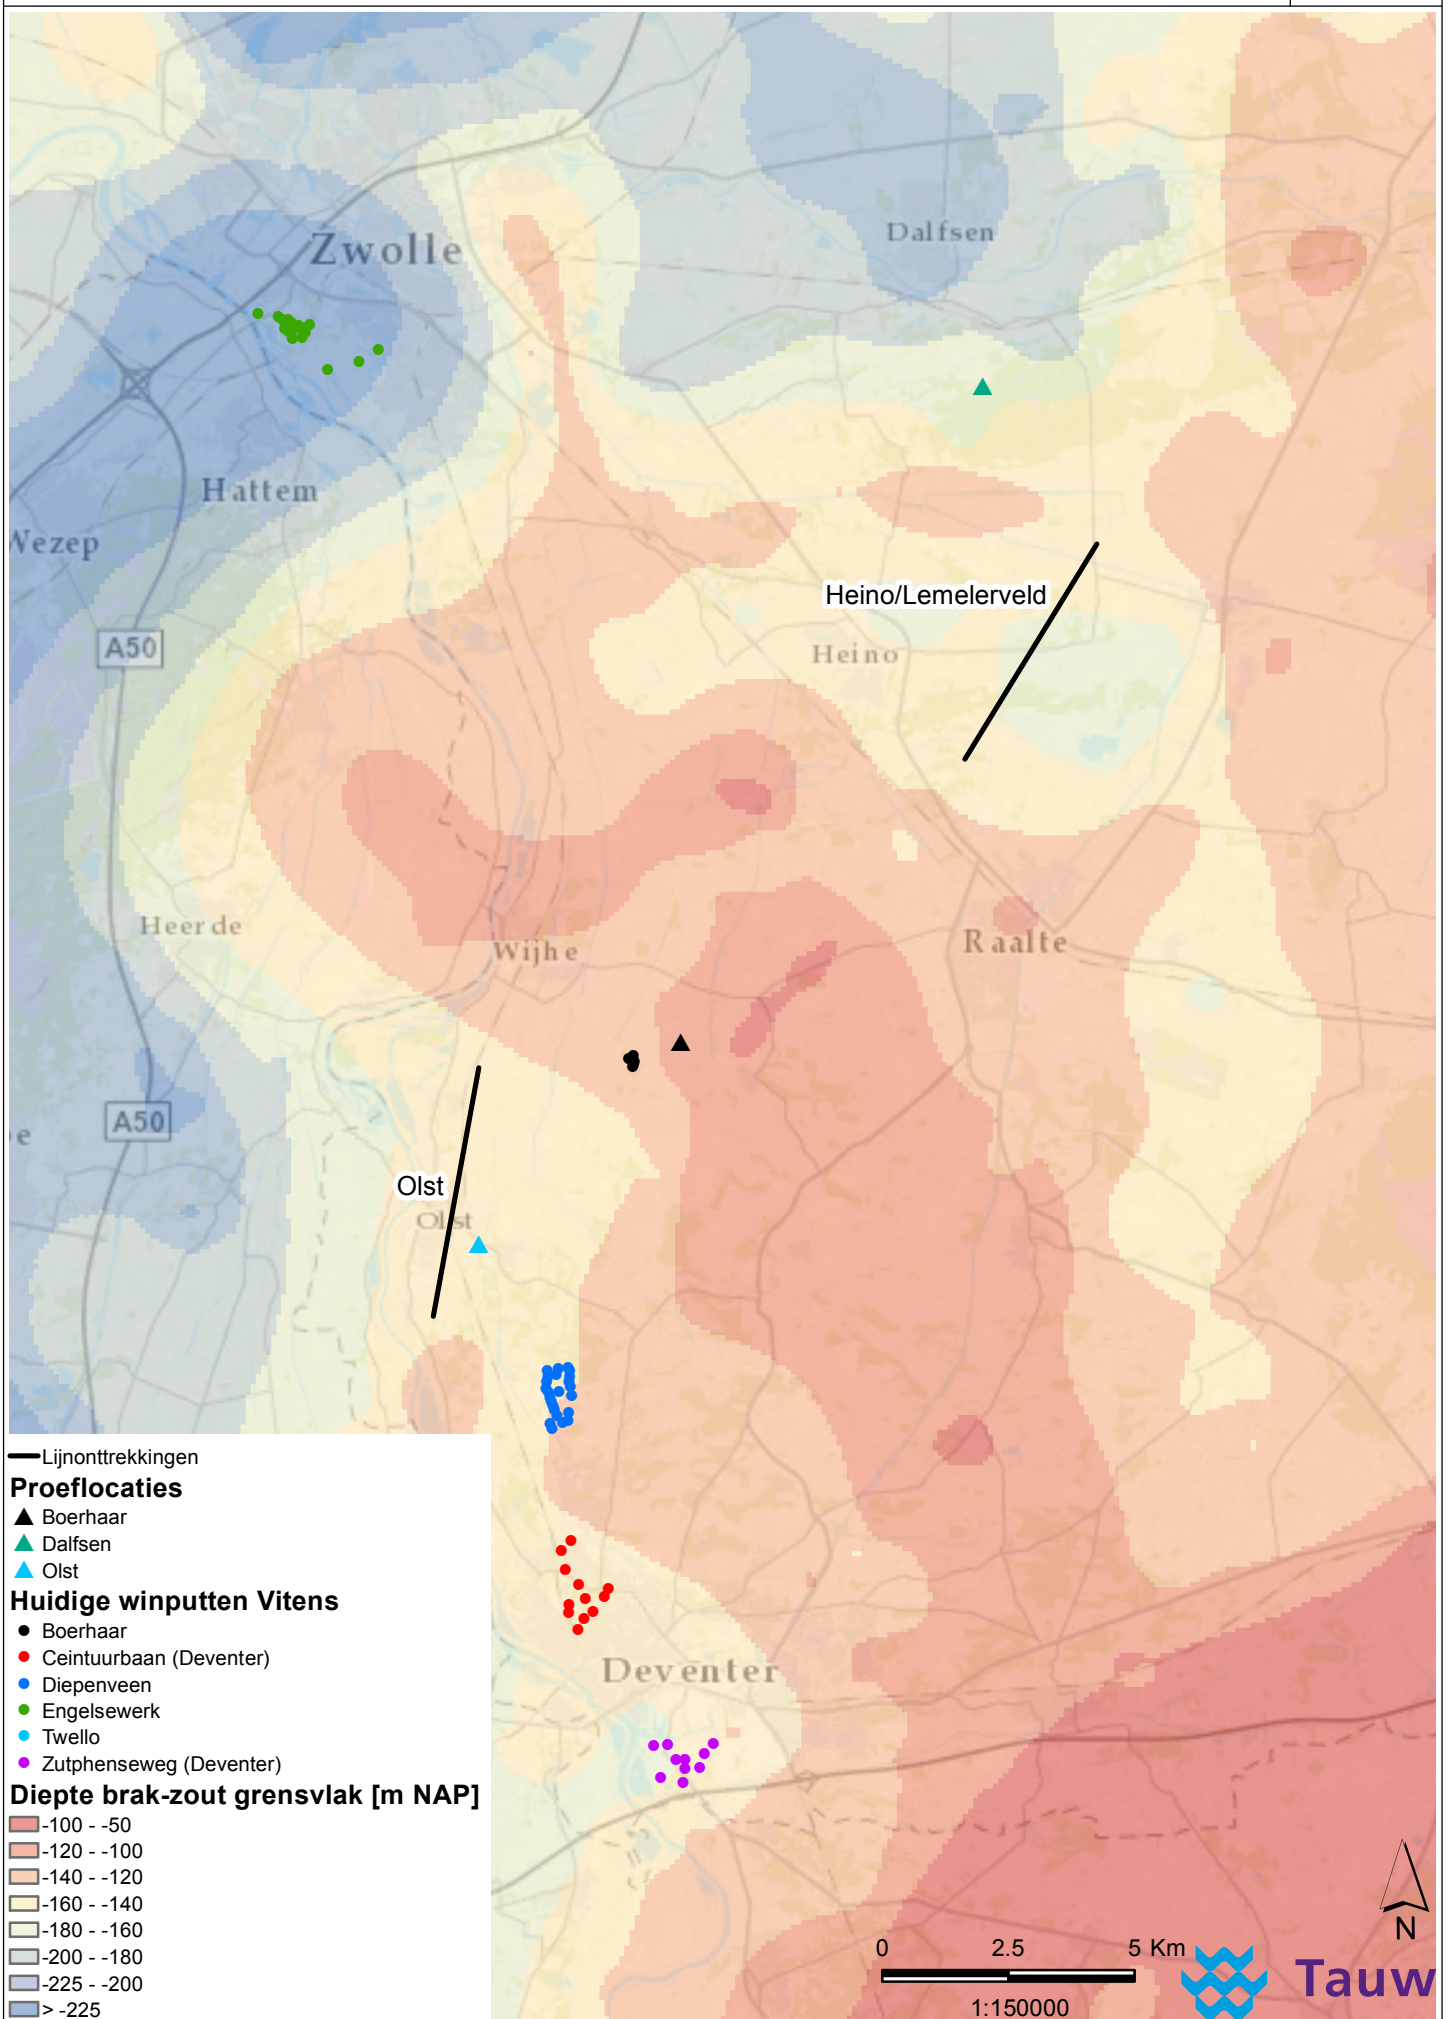 Zwolle
Dalfsen
Hattem
Wezep
Heino/Lemelerveld
A50
Heino
Heerde
Wijhe
Raalte
A50
e
Olst
Olst
Lijnonttrekkingen
Proeflocaties
Boerhaar
Dalfsen
Olst
Huidige winputten Vitens
Boerhaar
Ceintuurbaan (Deventer)
Diepenveen
Engelsewerk
Twello
Zutphenseweg (Deventer)
Diepte brak-zout grensvlak [m NAP]
-100 - -50
-120 - -100
-140 - -120
-160 - -140
-180 - -160
-200 - -180
-225 - -200
> -225
Deventer
0 2.5 5 Km
1:150000
N
Tauw